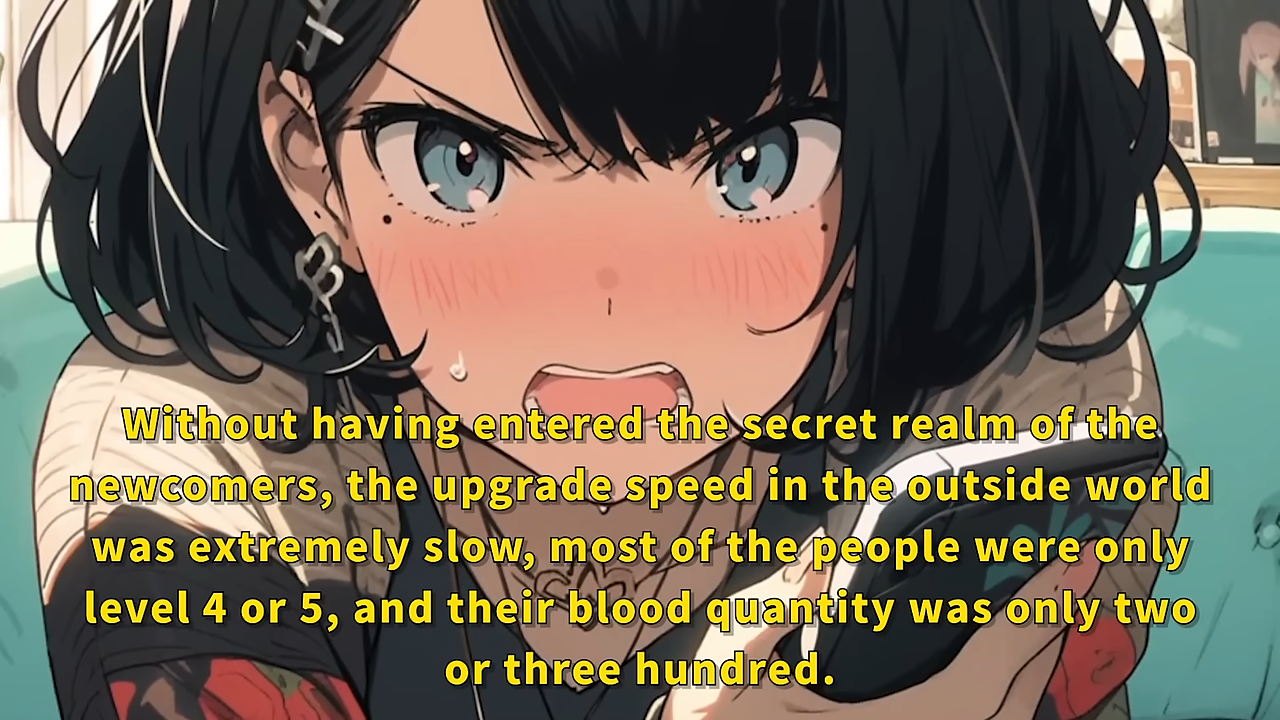 Without having entered the secret realm of the
newcomers, the upgrade speed in the outside world
was extremely slow, most of the people were only
level 4 or 5, and their blood quantity was only two
or three hundred.